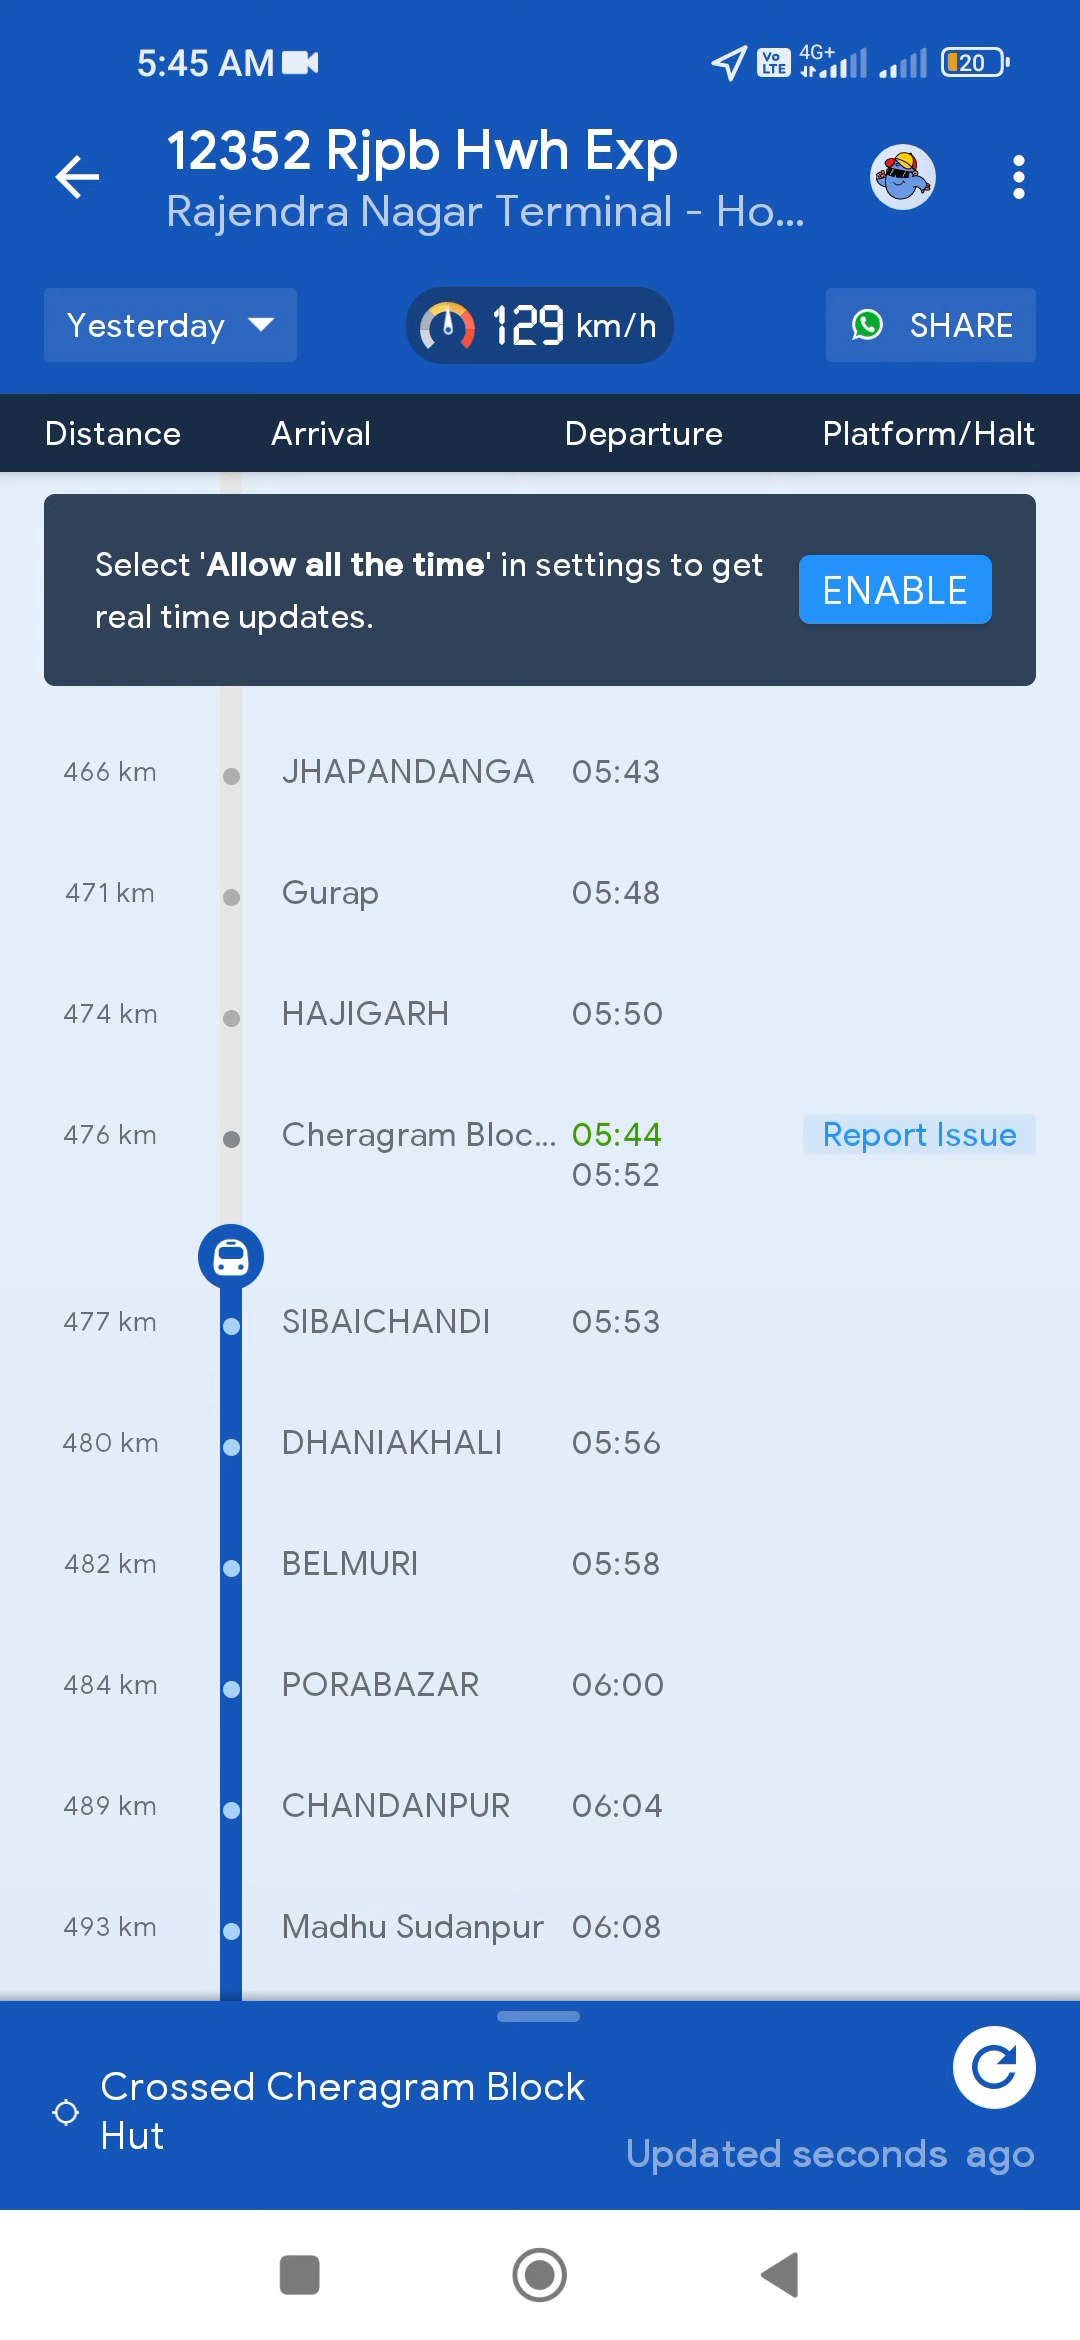 5:45 AM
Vo LTE 4G+ 20
12352 Rjpb Hwh Exp
Rajendra Nagar Terminal - Ho...
Yesterday 129 km/h SHARE
Distance Arrival Departure Platform/Halt
Select 'Allow all the time' in settings to get
real time updates.
ENABLE
466 km JHAPANDANGA 05:43
471 km Gurap 05:48
474 km HAJIGARH 05:50
476 km Cheragram Bloc... 05:44 Report Issue
05:52
477 km SIBAICHANDI 05:53
480 km DHANIAKHALI 05:56
482 km BELMURI 05:58
484 km PORABAZAR 06:00
489 km CHANDANPUR 06:04
493 km Madhu Sudanpur 06:08
Crossed Cheragram Block
Hut
Updated seconds ago